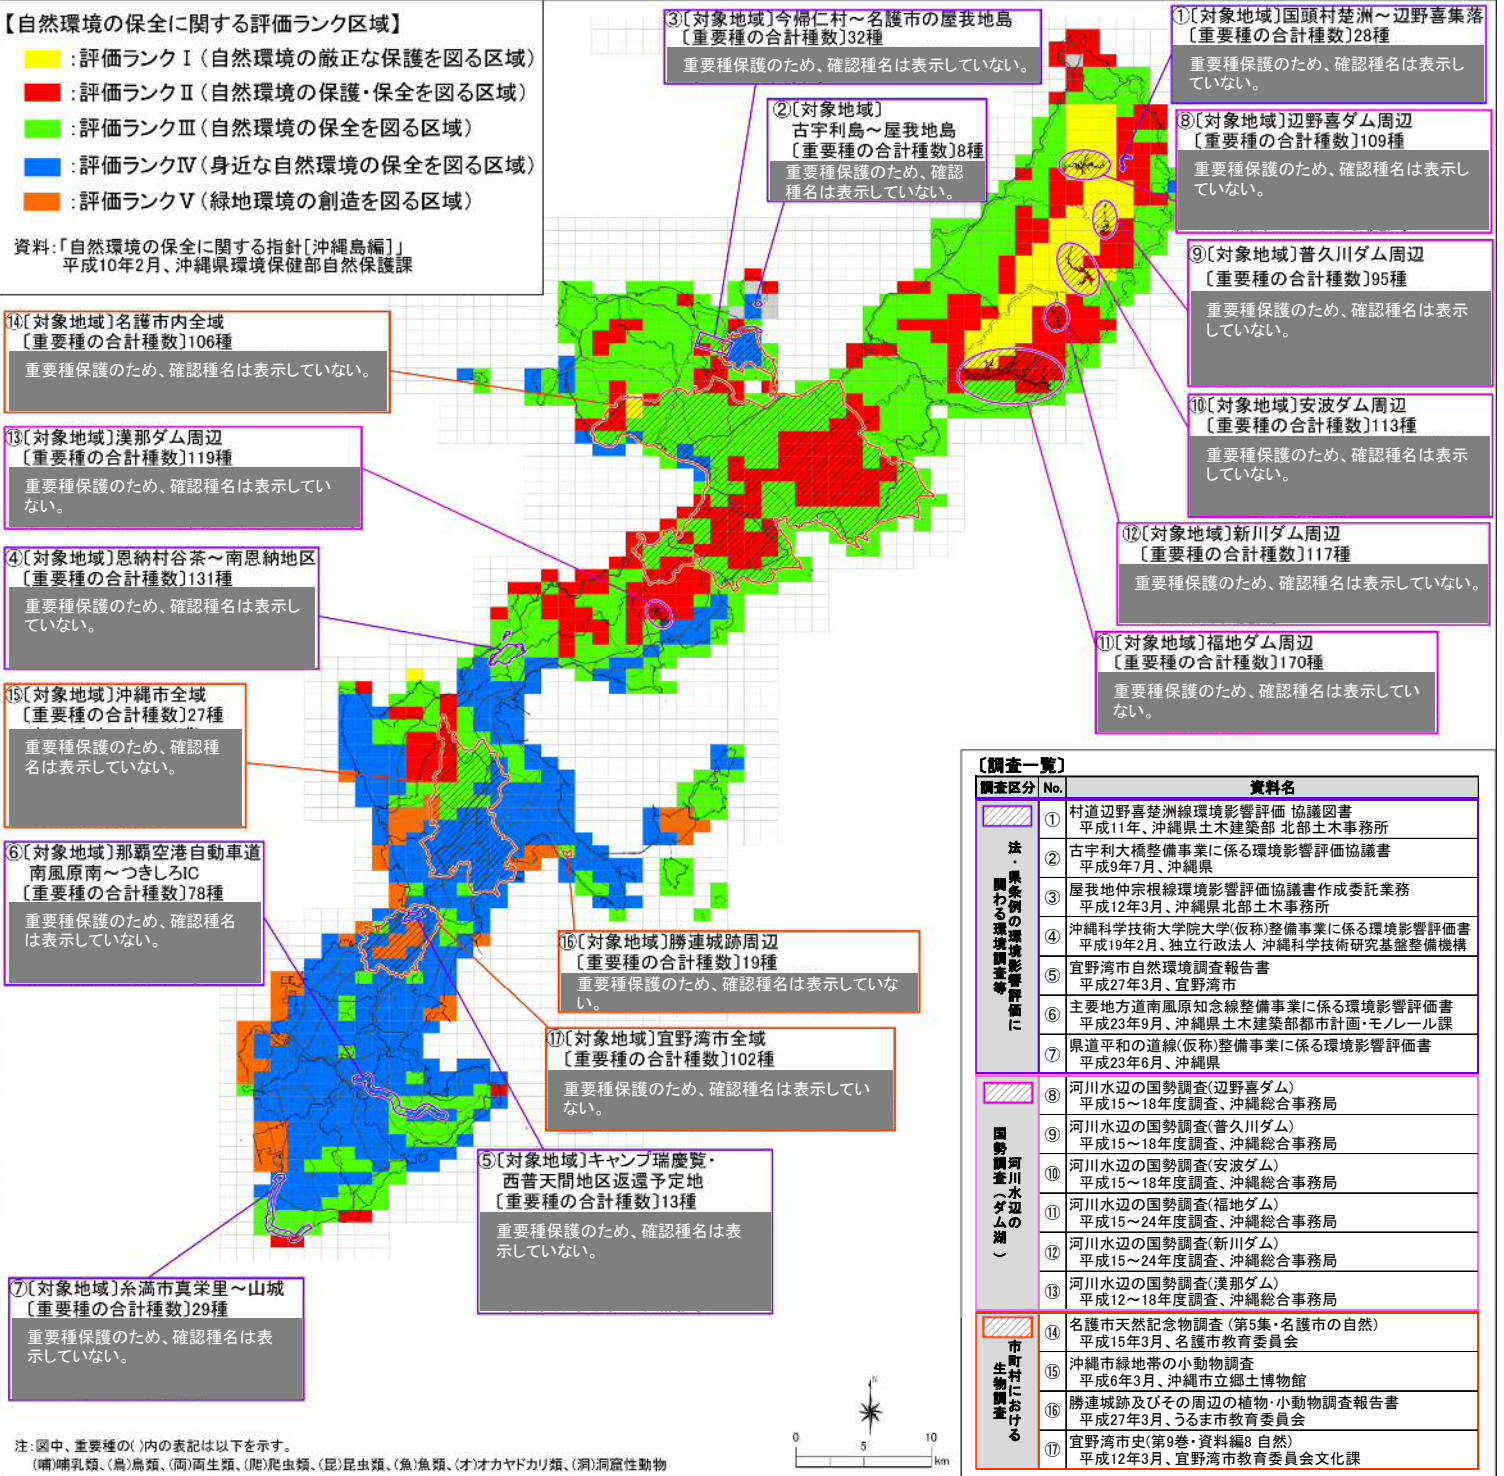 【自然環境の保全に関する評価ランク区域】
：評価ランクⅠ（自然環境の厳正な保護を図る区域）
：評価ランクⅡ（自然環境の保護・保全を図る区域）
：評価ランクⅢ（自然環境の保全を図る区域）
：評価ランクⅣ（身近な自然環境の保全を図る区域）
：評価ランクⅤ（緑地環境の創造を図る区域）
資料：「自然環境の保全に関する指針［沖縄島編］」
平成10年2月、沖縄県環境保健部自然保護課
③〔対象地域〕今帰仁村～名護市の屋我地島
〔重要種の合計種数〕32種
重要種保護のため、確認種名は表示していない。
①〔対象地域〕国頭村楚洲～辺野喜集落
〔重要種の合計種数〕28種
重要種保護のため、確認種名は表示し
ていない。
②〔対象地域〕
古宇利島～屋我地島
〔重要種の合計種数〕8種
重要種保護のため、確認
種名は表示していない。
⑧〔対象地域〕辺野喜ダム周辺
〔重要種の合計種数〕109種
重要種保護のため、確認種名は表示し
ていない。
⑨〔対象地域〕普久川ダム周辺
〔重要種の合計種数〕95種
重要種保護のため、確認種名は表示
していない。
⑭〔対象地域〕名護市内全域
〔重要種の合計種数〕106種
重要種保護のため、確認種名は表示していない。
⑩〔対象地域〕安波ダム周辺
〔重要種の合計種数〕113種
重要種保護のため、確認種名は表示
していない。
⑬〔対象地域〕漢那ダム周辺
〔重要種の合計種数〕119種
重要種保護のため、確認種名は表示してい
ない。
⑫〔対象地域〕新川ダム周辺
〔重要種の合計種数〕117種
重要種保護のため、確認種名は表示していない。
④〔対象地域〕恩納村谷茶～南恩納地区
〔重要種の合計種数〕131種
重要種保護のため、確認種名は表示し
ていない。
⑪〔対象地域〕福地ダム周辺
〔重要種の合計種数〕170種
重要種保護のため、確認種名は表示してい
ない。
⑮〔対象地域〕沖縄市全域
〔重要種の合計種数〕27種
重要種保護のため、確認種
名は表示していない。
⑥〔対象地域〕那覇空港自動車道
南風原南～つきしろIC
〔重要種の合計種数〕78種
重要種保護のため、確認種名
は表示していない。
⑯〔対象地域〕勝連城跡周辺
〔重要種の合計種数〕19種
重要種保護のため、確認種名は表示していな
い。
⑰〔対象地域〕宜野湾市全域
〔重要種の合計種数〕102種
重要種保護のため、確認種名は表示してい
ない。
⑤〔対象地域〕キャンプ瑞慶覧・
西普天間地区返還予定地
〔重要種の合計種数〕13種
重要種保護のため、確認種名は表
示していない。
⑦〔対象地域〕糸満市真栄里～山城
〔重要種の合計種数〕29種
重要種保護のため、確認種名は表
示していない。
〔調査一覧〕
調査区分 No. 資料名
法・県条例の環境影響評価に
関わる環境調査等
① 村道辺野喜楚洲線環境影響評価 協議図書
平成11年、沖縄県土木建築部 北部土木事務所
② 古宇利大橋整備事業に係る環境影響評価協議書
平成9年7月、沖縄県
③ 屋我地仲宗根線環境影響評価協議書作成委託業務
平成12年3月、沖縄県北部土木事務所
④ 沖縄科学技術大学院大学(仮称)整備事業に係る環境影響評価書
平成19年2月、独立行政法人 沖縄科学技術研究基盤整備機構
⑤ 宜野湾市自然環境調査報告書
平成27年3月、宜野湾市
⑥ 主要地方道南風原知念線整備事業に係る環境影響評価書
平成23年9月、沖縄県土木建築部都市計画・モノレール課
⑦ 県道平和の道線(仮称)整備事業に係る環境影響評価書
平成23年6月、沖縄県
河川水辺の
国勢調査（ダム湖）
⑧ 河川水辺の国勢調査(辺野喜ダム)
平成15～18年度調査、沖縄総合事務局
⑨ 河川水辺の国勢調査(普久川ダム)
平成15～18年度調査、沖縄総合事務局
⑩ 河川水辺の国勢調査(安波ダム)
平成15～18年度調査、沖縄総合事務局
⑪ 河川水辺の国勢調査(福地ダム)
平成15～24年度調査、沖縄総合事務局
⑫ 河川水辺の国勢調査(新川ダム)
平成15～24年度調査、沖縄総合事務局
⑬ 河川水辺の国勢調査(漢那ダム)
平成12～18年度調査、沖縄総合事務局
市町村における
生物調査
⑭ 名護市天然記念物調査（第5集・名護市の自然）
平成15年3月、名護市教育委員会
⑮ 沖縄市緑地帯の小動物調査
平成6年3月、沖縄市立郷土博物館
⑯ 勝連城跡及びその周辺の植物・小動物調査報告書
平成27年3月、うるま市教育委員会
⑰ 宜野湾市史(第9巻・資料編8 自然)
平成12年3月、宜野湾市教育委員会文化課
N
0 5 10
km
注：図中、重要種の( )内の表記は以下を示す。
(哺)哺乳類、(鳥)鳥類、(両)両生類、(爬)爬虫類、(昆)昆虫類、(魚)魚類、(オ)オカヤドカリ類、(洞)洞窟性動物